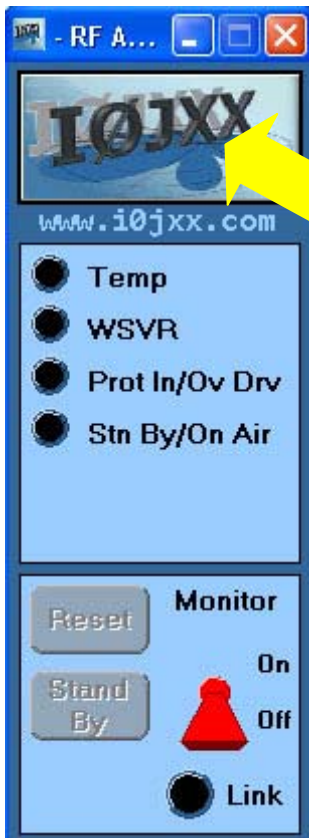 - RF A...
IØJXX
www.i0jxx.com
Temp
WSVR
Prot In/Ov Drv
Stn By/On Air
Reset
Monitor
On
Stand
By
Off
Link